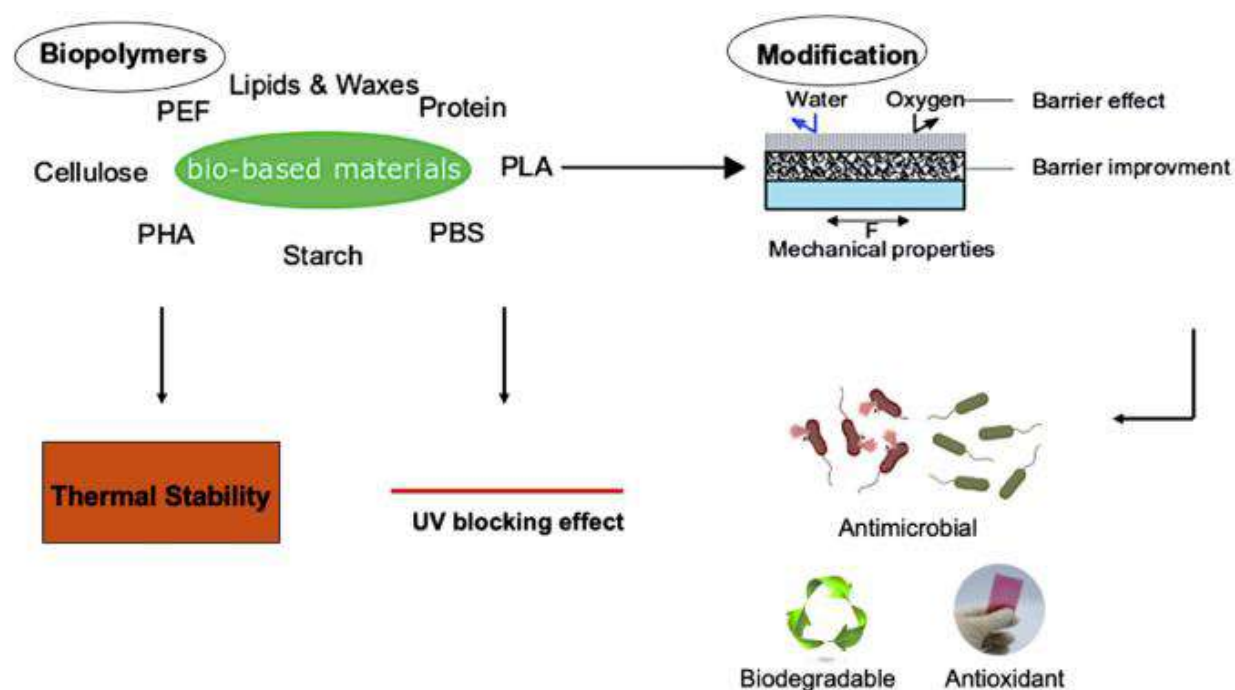 Biopolymers
Lipids & Waxes
PEF
Protein
Cellulose
bio-based materials
PLA
PHA
PBS
Starch
Modification
Water
Oxygen
Barrier effect
Barrier improvment
F
Mechanical properties
Thermal Stability
UV blocking effect
Antimicrobial
Biodegradable
Antioxidant